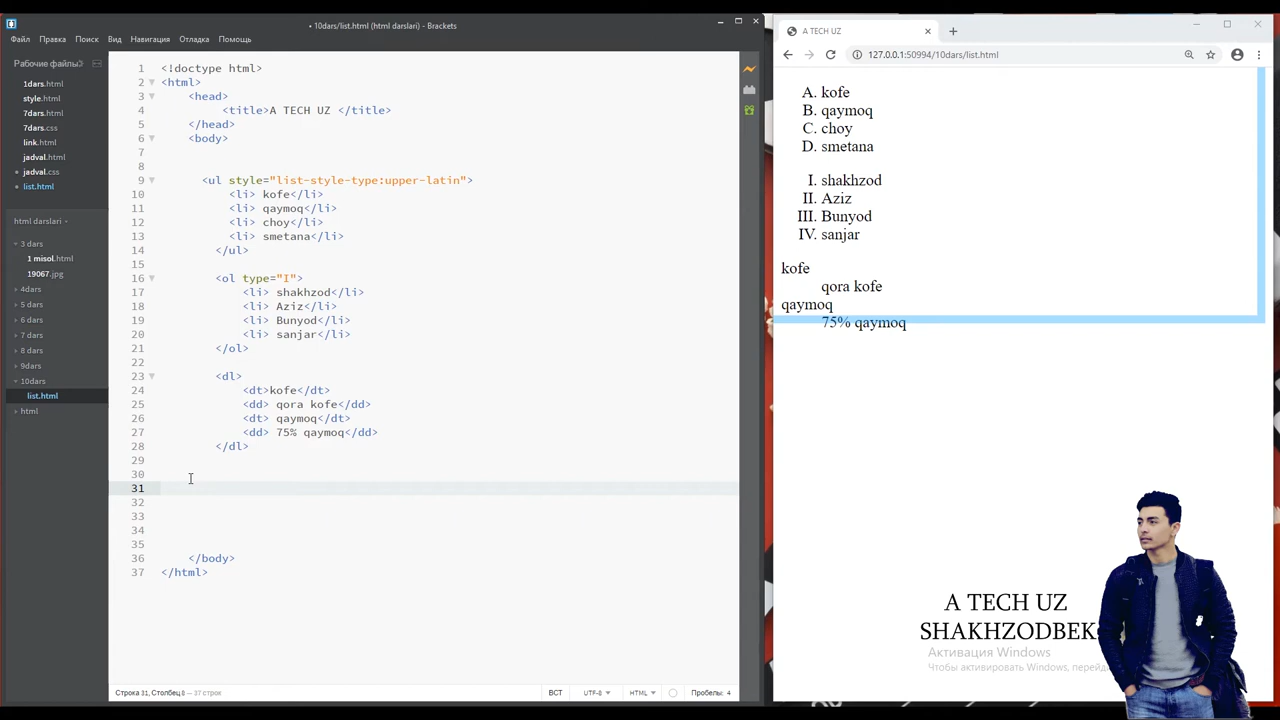 10dars/list.html (html darslari) - Brackets
Файл Правка Поиск Вид Навигация Отладка Помощь
Рабочие файлы
1dars.html
style.html
7dars.html
7dars.css
link.html
jadval.html
jadval.css
list.html
html darslari
3 dars
1 misol.html
19067.jpg
4dars
5 dars
6 dars
7 dars
8 dars
9dars
10dars
list.html
html
1 <!doctype html>
2 <html>
3 <head>
4 <title>A TECH UZ </title>
5 </head>
6 <body>
7
8
9 <ul style="list-style-type:upper-latin">
10 <li> kofe</li>
11 <li> qaymoq</li>
12 <li> choy</li>
13 <li> smetana</li>
14 </ul>
15
16 <ol type="I">
17 <li> shakhzod</li>
18 <li> Aziz</li>
19 <li> Bunyod</li>
20 <li> sanjar</li>
21 </ol>
22
23 <dl>
24 <dt>kofe</dt>
25 <dd> qora kofe</dd>
26 <dt> qaymoq</dt>
27 <dd> 75% qaymoq</dd>
28 </dl>
29
30
31
32
33
34
35
36 </body>
37 </html>
Строка 31, Столбец 0 - 37 строк
ВСТ UTF-8 HTML Пробелы: 4
A TECH UZ
127.0.0.1:50994/10dars/list.html
A. kofe
B. qaymoq
C. choy
D. smetana
I. shakhzod
II. Aziz
III. Bunyod
IV. sanjar
kofe
qora kofe
qaymoq
75% qaymoq
A TECH UZ
SHAKHZODBEK
Активация Windows
Чтобы активировать Windows, перейд